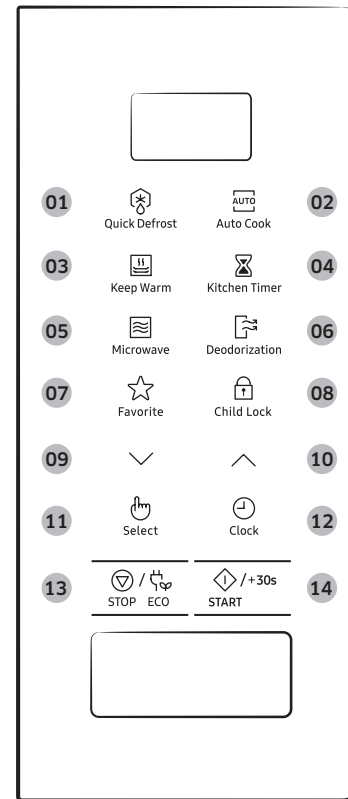 01 AUTO 02
Quick Defrost Auto Cook
03 04
Keep Warm Kitchen Timer
05 06
Microwave Deodorization
07 08
Favorite Child Lock
09 10
11 12
Select Clock
13 / /+30s 14
STOP ECO START